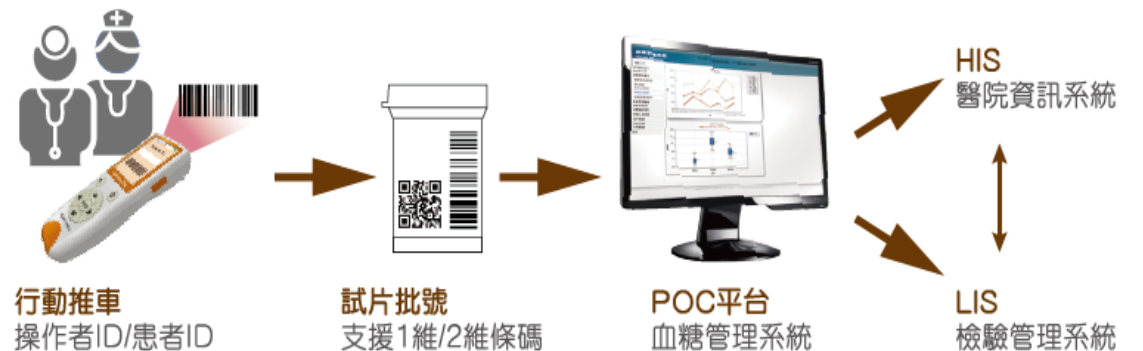 HIS
醫院資訊系統
行動推車
操作者ID/患者ID
試片批號
支援1維/2維條碼
POC平台
血糖管理系統
LIS
檢驗管理系統